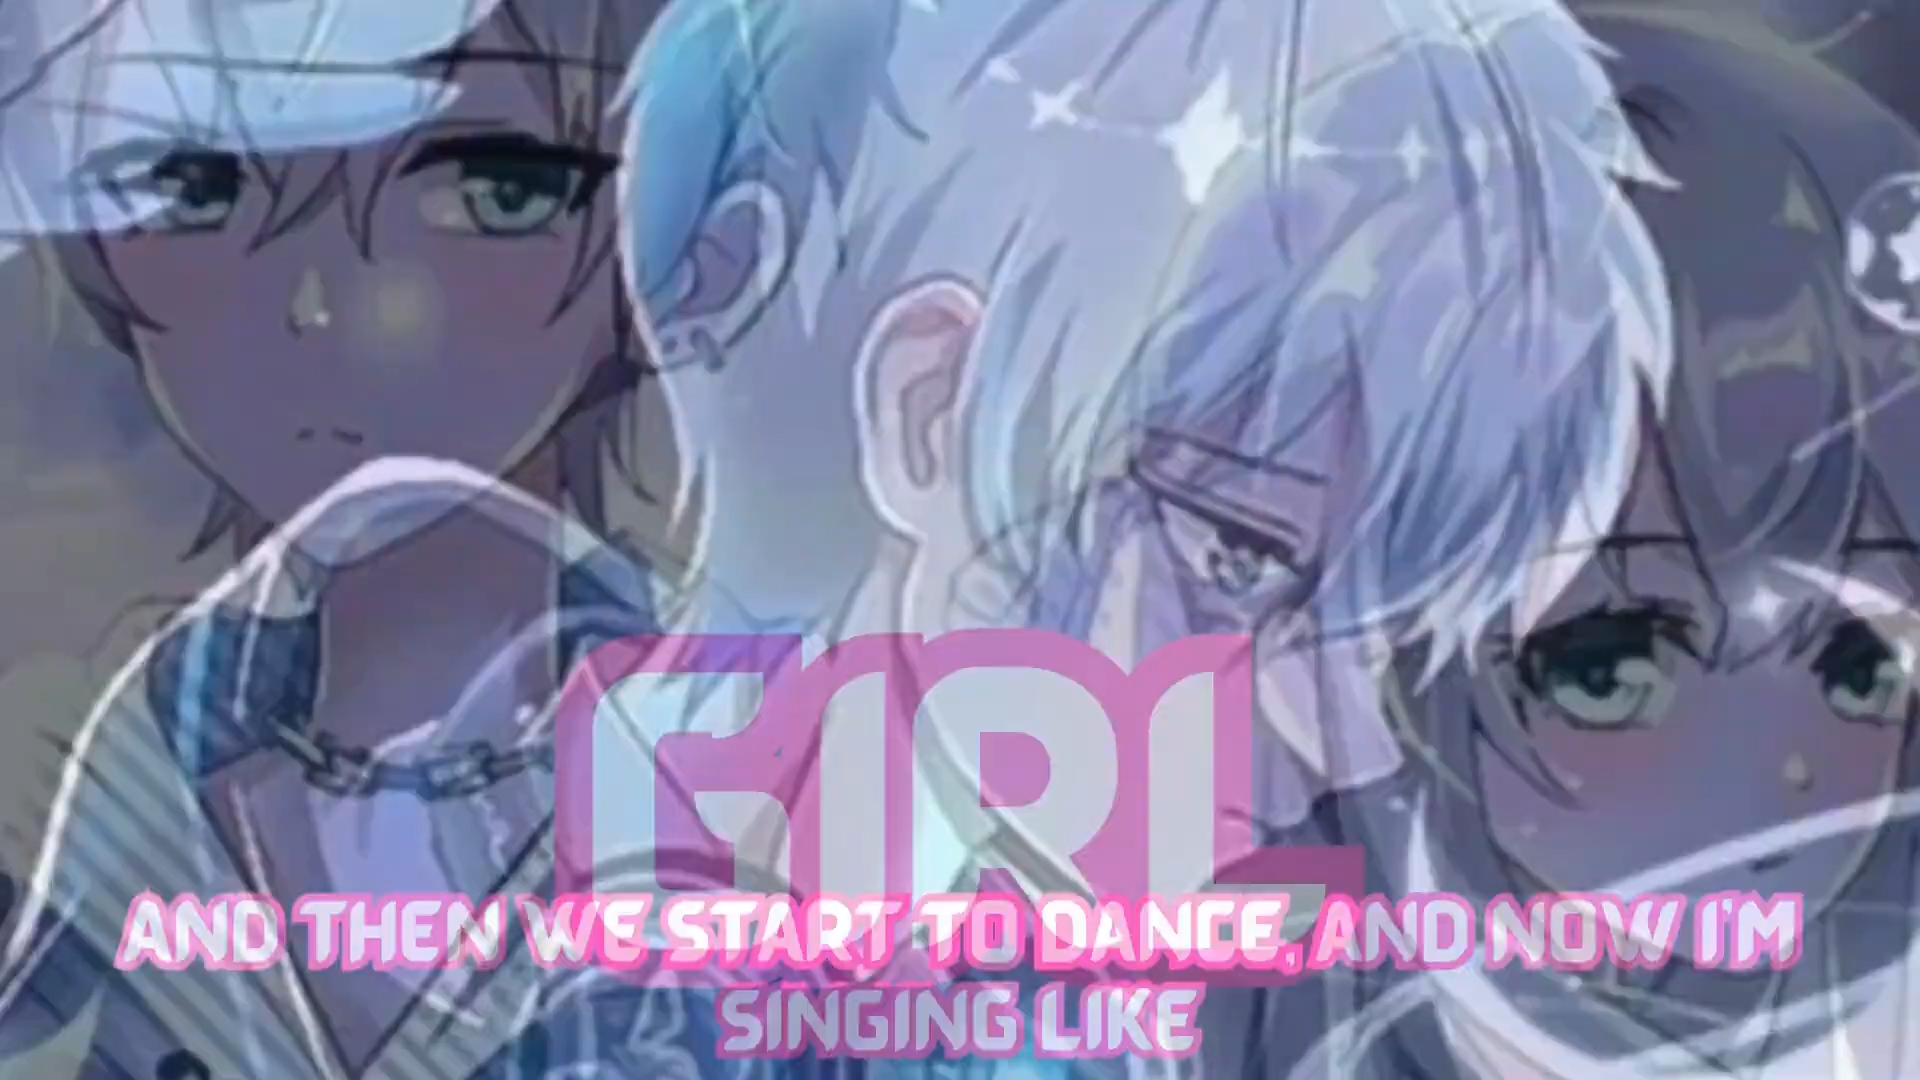 GIRL
AND THEN WE START TO DANCE, AND NOW I'M
SINGING LIKE